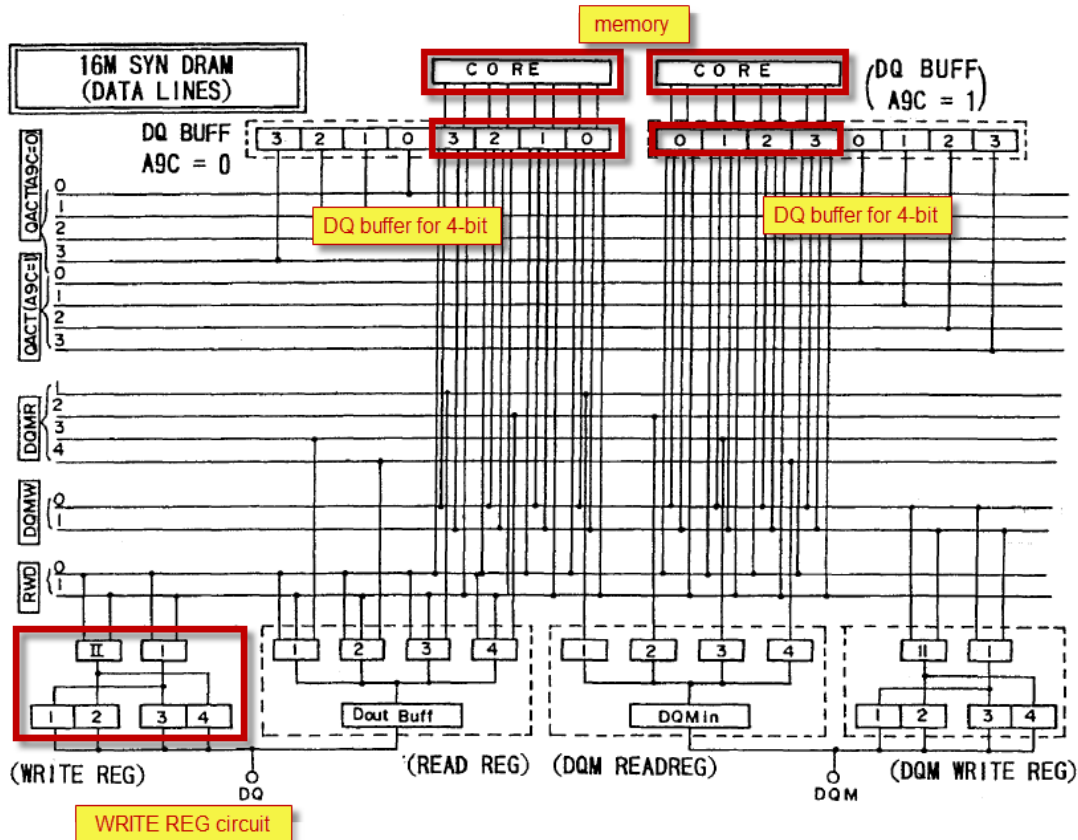 memory
16M SYN DRAM
(DATA LINES)
CORE
CORE
(DQ BUFF
A9C = 1)
DQ BUFF
A9C = 0
3 2 1 0 3 2 1 0
0 1 2 3 0 1 2 3
DQ buffer for 4-bit
DQ buffer for 4-bit
QACT(A9C=0)
0
1
2
3
QACT(A9C=1)
0
1
2
3
DQMR
1
2
3
4
DQMW
0
1
RWD
0
1
II I
1 2 3 4
1 2 3 4
Dout Buff
1 2 3 4
DQMin
II I
1 2 3 4
(WRITE REG)
(READ REG)
(DQM READREG)
(DQM WRITE REG)
DQ
DQM
WRITE REG circuit